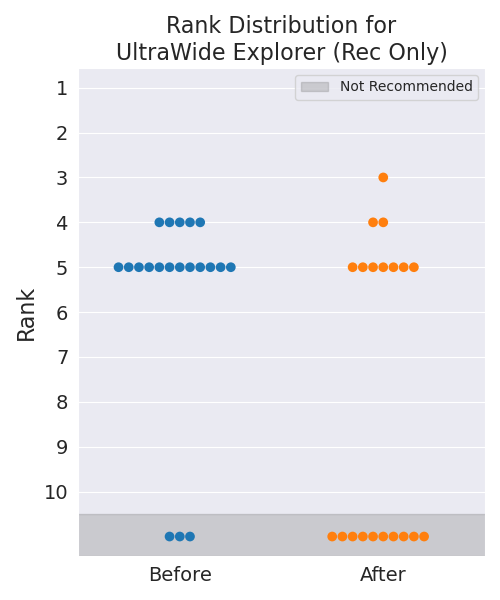 Rank Distribution for
UltraWide Explorer (Rec Only)
Not Recommended
1
2
3
4
5
6
7
8
9
10
Rank
Before
After